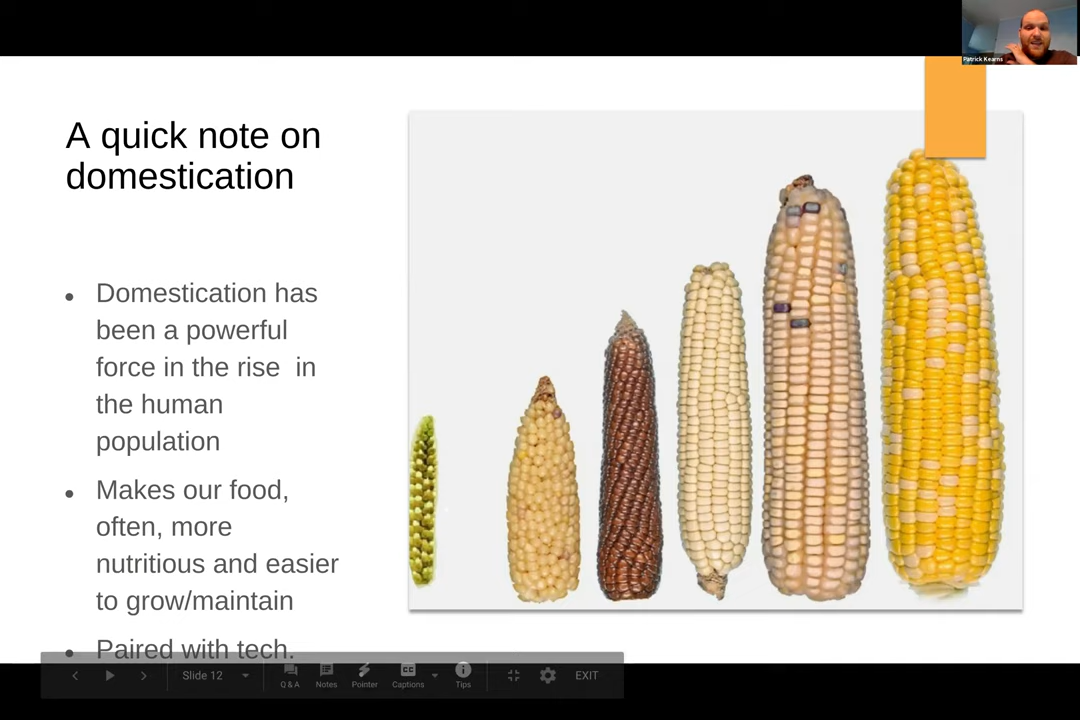 Patrick Kearns
A quick note on
domestication
Domestication has
been a powerful
force in the rise  in
the human
population
Makes our food,
often, more
nutritious and easier
to grow/maintain
Paired with tech.
Slide 12
Q & A
Notes
Pointer
CC
Captions
Tips
EXIT